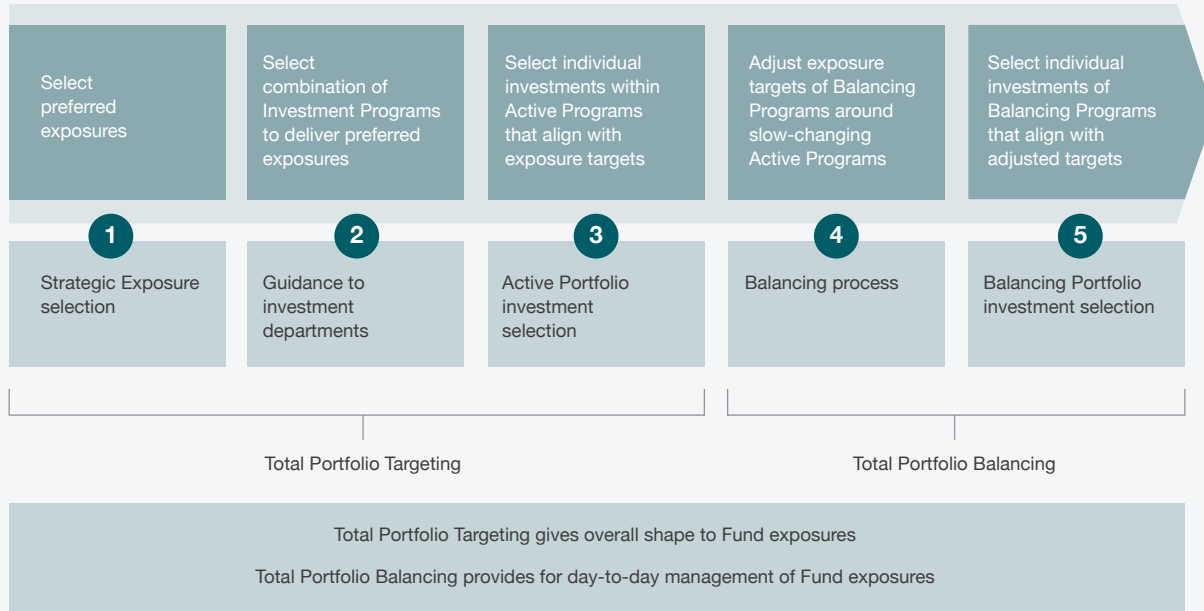 Select
preferred
exposures
Select
combination of
Investment Programs
to deliver preferred
exposures
Select individual
investments within
Active Programs
that align with
exposure targets
Adjust exposure
targets of Balancing
Programs around
slow-changing
Active Programs
Select individual
investments of
Balancing Programs
that align with
adjusted targets
1
Strategic Exposure
selection
2
Guidance to
investment
departments
3
Active Portfolio
investment
selection
4
Balancing process
5
Balancing Portfolio
investment selection
Total Portfolio Targeting
Total Portfolio Balancing
Total Portfolio Targeting gives overall shape to Fund exposures
Total Portfolio Balancing provides for day-to-day management of Fund exposures